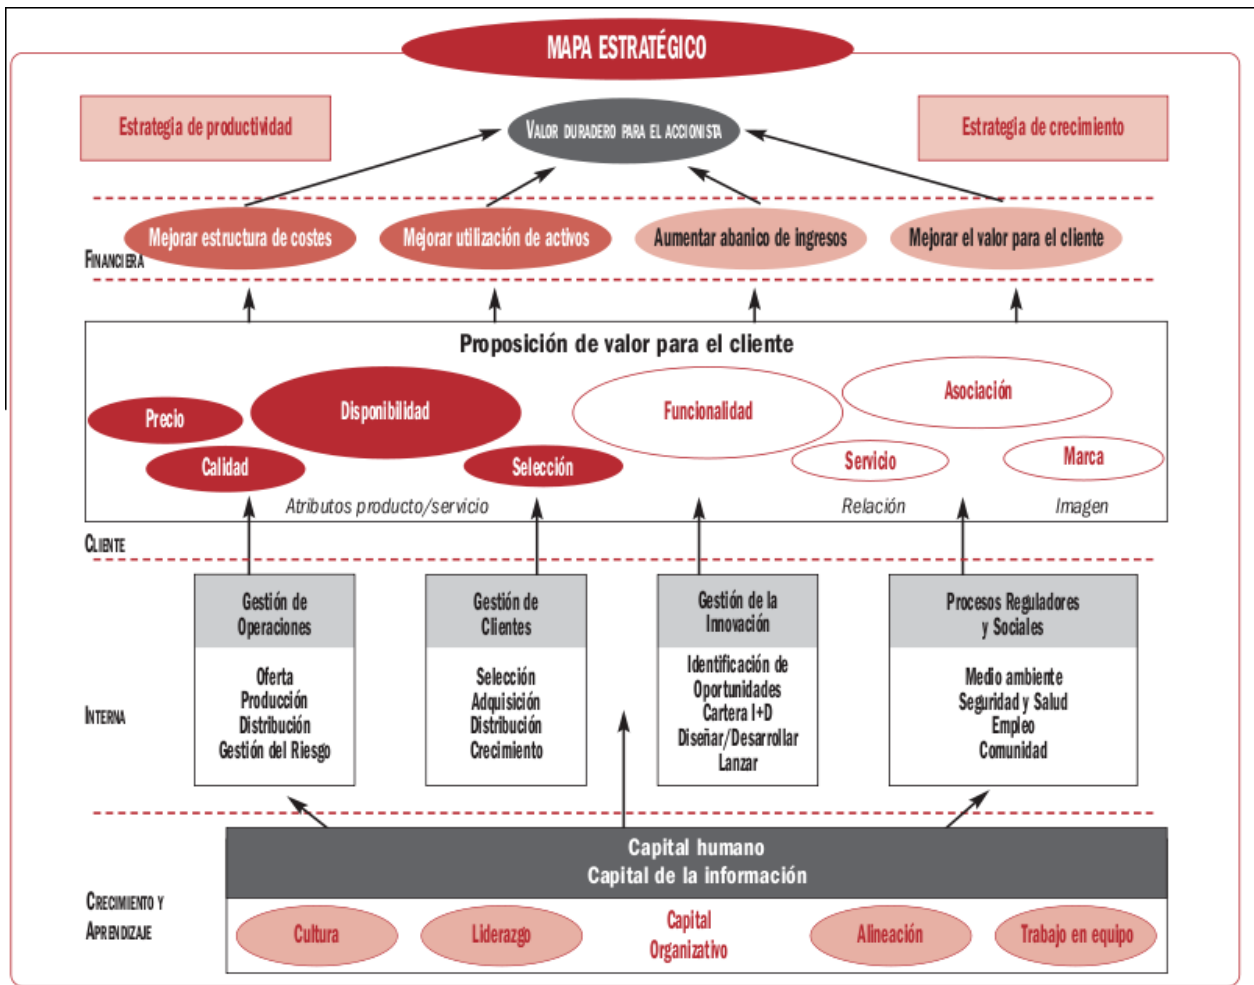 MAPA ESTRATÉGICO
Estrategia de productividad
VALOR DURADERO PARA EL ACCIONISTA
Estrategia de crecimiento
Mejorar estructura de costes
Mejorar utilización de activos
Aumentar abanico de ingresos
Mejorar el valor para el cliente
FINANCIERA
Proposición de valor para el cliente
Precio
Disponibilidad
Funcionalidad
Asociación
Calidad
Selección
Servicio
Marca
Atributos producto/servicio
Relación
Imagen
CLIENTE
Gestión de
Operaciones
Oferta
Producción
Distribución
Gestión del Riesgo
Gestión de
Clientes
Selección
Adquisición
Distribución
Crecimiento
Gestión de la
Innovación
Identificación de
Oportunidades
Cartera I+D
Diseñar/Desarrollar
Lanzar
Procesos Reguladores
y Sociales
Medio ambiente
Seguridad y Salud
Empleo
Comunidad
INTERNA
Capital humano
Capital de la información
CRECIMIENTO Y
APRENDIZAJE
Cultura
Liderazgo
Capital
Organizativo
Alineación
Trabajo en equipo